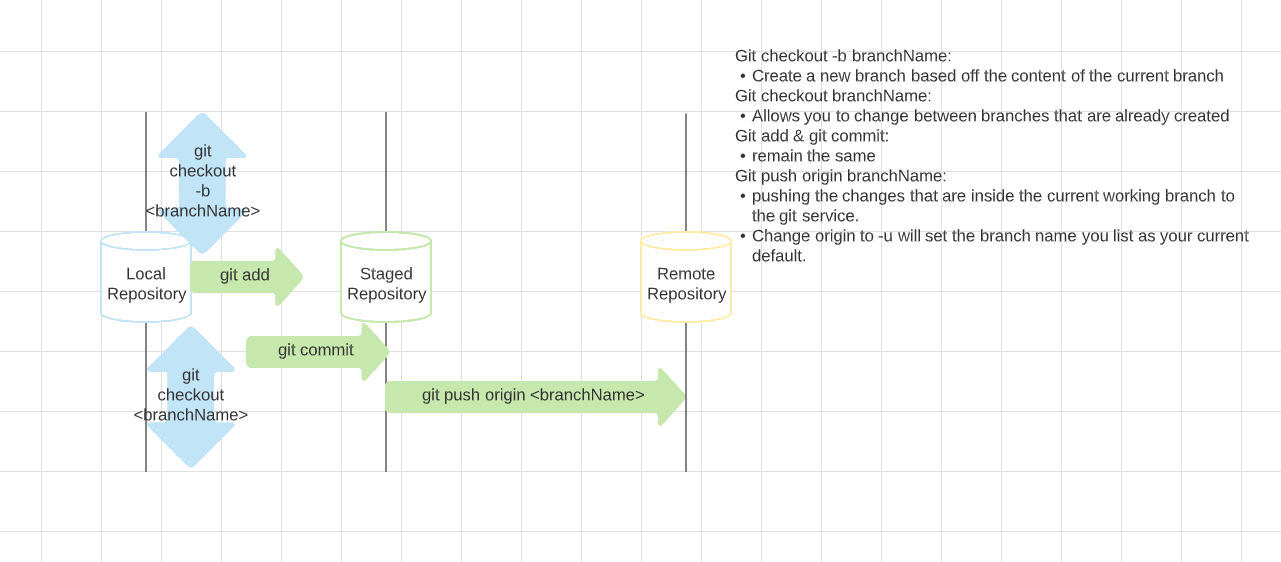 Git checkout -b branchName:
• Create a new branch based off the content of the current branch
Git checkout branchName:
• Allows you to change between branches that are already created
Git add & git commit:
• remain the same
Git push origin branchName:
• pushing the changes that are inside the current working branch to
the git service.
• Change origin to -u will set the branch name you list as your current
default.
git
checkout
-b
<branchName>
Local
Repository
git add
Staged
Repository
Remote
Repository
git commit
git
checkout
<branchName>
git push origin <branchName>